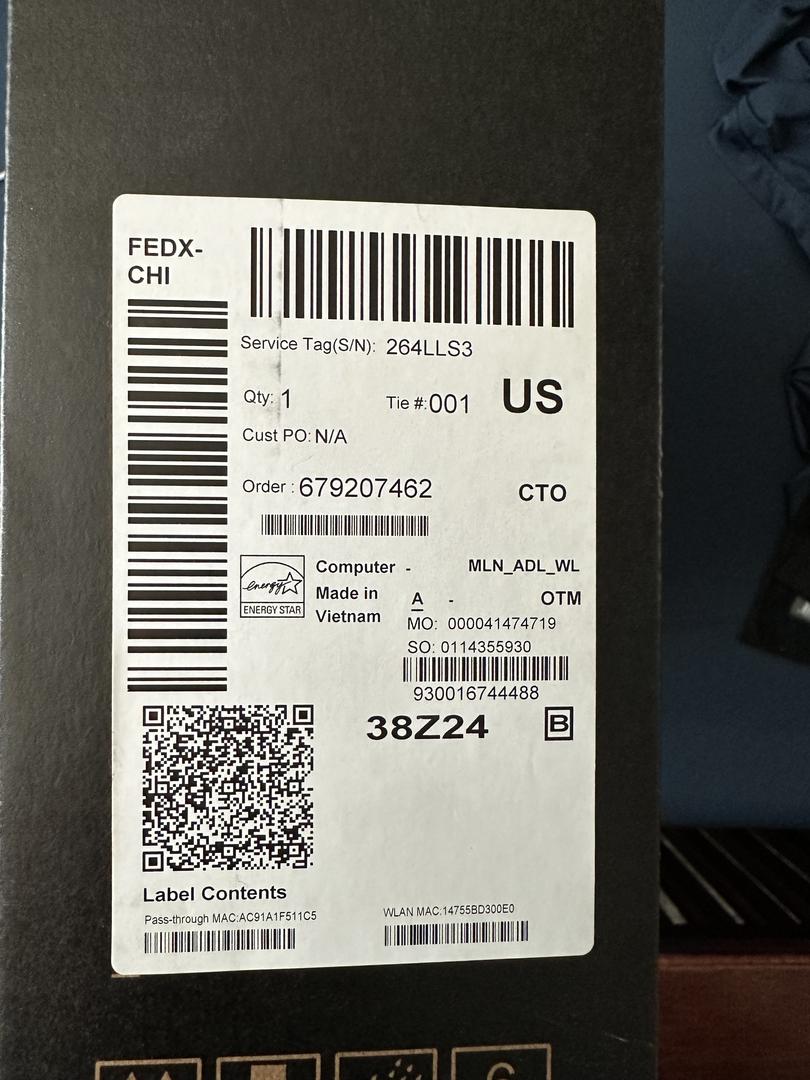 FEDX-
CHI
Service Tag(S/N): 264LLS3
Qty: 1 Tie #:001 US
Cust PO: N/A
Order : 679207462 CTO
energy
ENERGY STAR
Computer - MLN_ADL_WL
Made in
Vietnam
A - OTM
MO: 000041474719
SO: 0114355930
930016744488
38Z24 B
Label Contents
Pass-through MAC:AC91A1F511C5
WLAN MAC:14755BD300E0